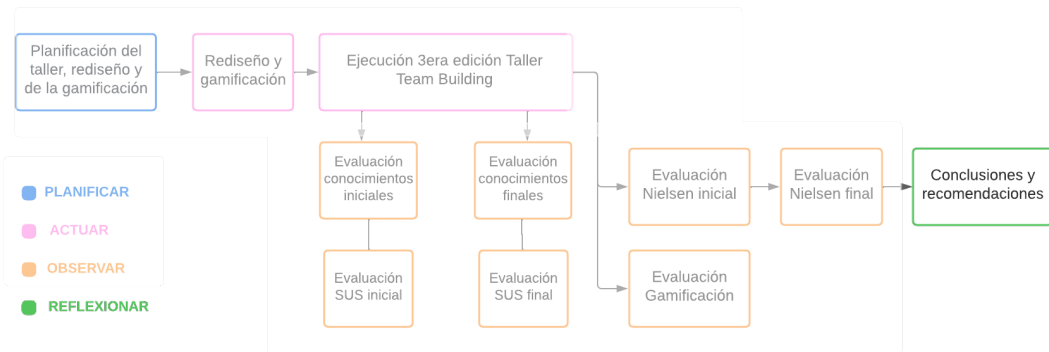 Planificación del
taller, rediseño y
de la gamificación
Rediseño y
gamificación
Ejecución 3era edición Taller
Team Building
Evaluación
conocimientos
iniciales
Evaluación
conocimientos
finales
Evaluación
Nielsen inicial
Evaluación
Nielsen final
Conclusiones y
recomendaciones
Evaluación
SUS inicial
Evaluación
SUS final
Evaluación
Gamificación
PLANIFICAR
ACTUAR
OBSERVAR
REFLEXIONAR